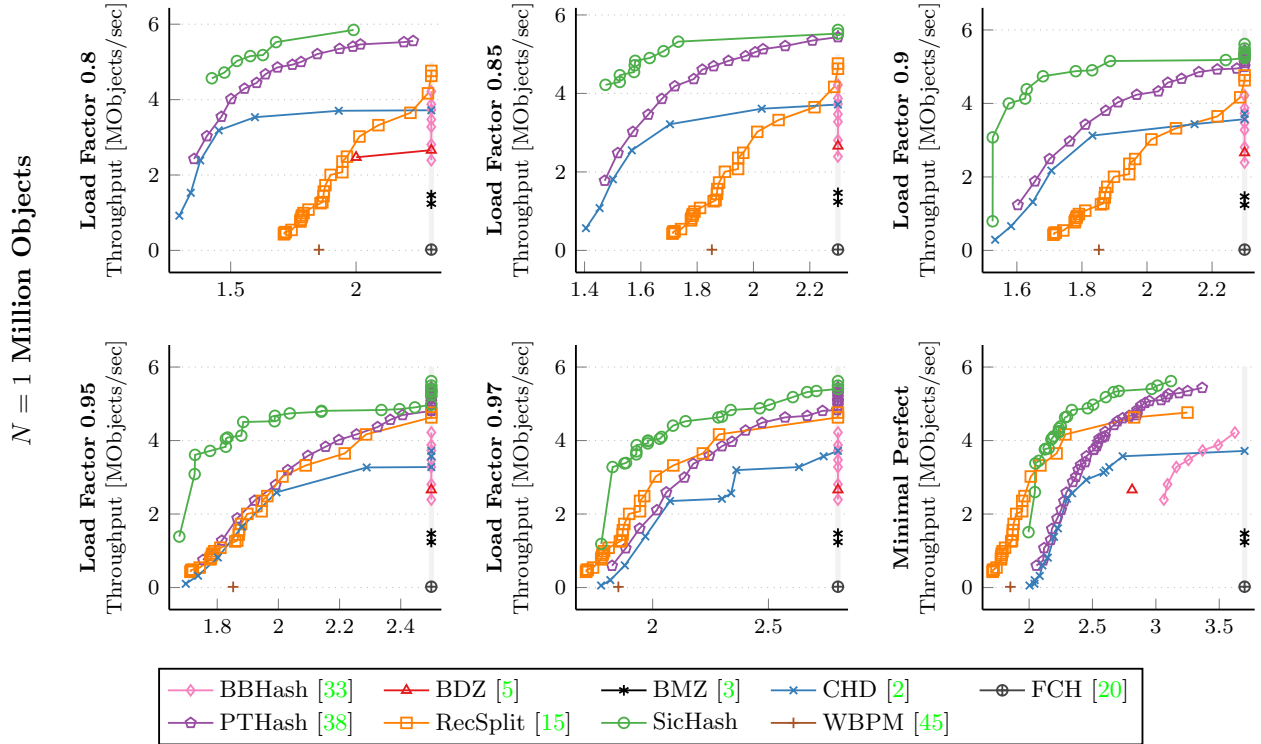 N = 1 Million Objects
Load Factor 0.8
Throughput [MObjects/sec]
6
4
2
0
1.5 2
Load Factor 0.85
Throughput [MObjects/sec]
6
4
2
0
1.4 1.6 1.8 2 2.2
Load Factor 0.9
Throughput [MObjects/sec]
6
4
2
0
1.6 1.8 2 2.2
Load Factor 0.95
Throughput [MObjects/sec]
6
4
2
0
1.8 2 2.2 2.4
Load Factor 0.97
Throughput [MObjects/sec]
6
4
2
0
2 2.5
Minimal Perfect
Throughput [MObjects/sec]
6
4
2
0
2 2.5 3 3.5
BBHash [33] BDZ [5] BMZ [3] CHD [2] FCH [20]
PTHash [38] RecSplit [15] SicHash WBPM [45]